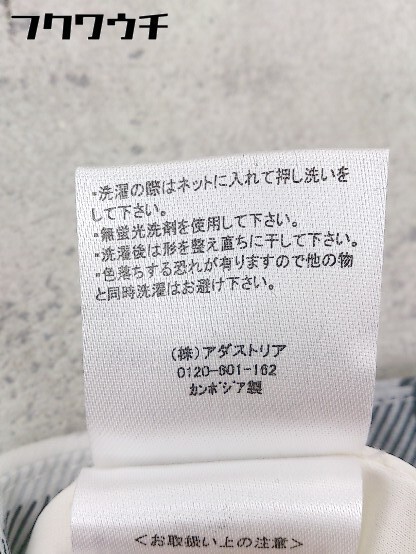 フクワウチ
・洗濯の際はネットに入れて押し洗いを
して下さい。
・無蛍光洗剤を使用して下さい。
・洗濯後は形を整え直ちに干して下さい。
・色落ちする恐れが有りますので他の物
と同時洗濯はお避け下さい。
(株)アダストリア
0120-601-162
カンボジア製
<お取扱い上の注意>